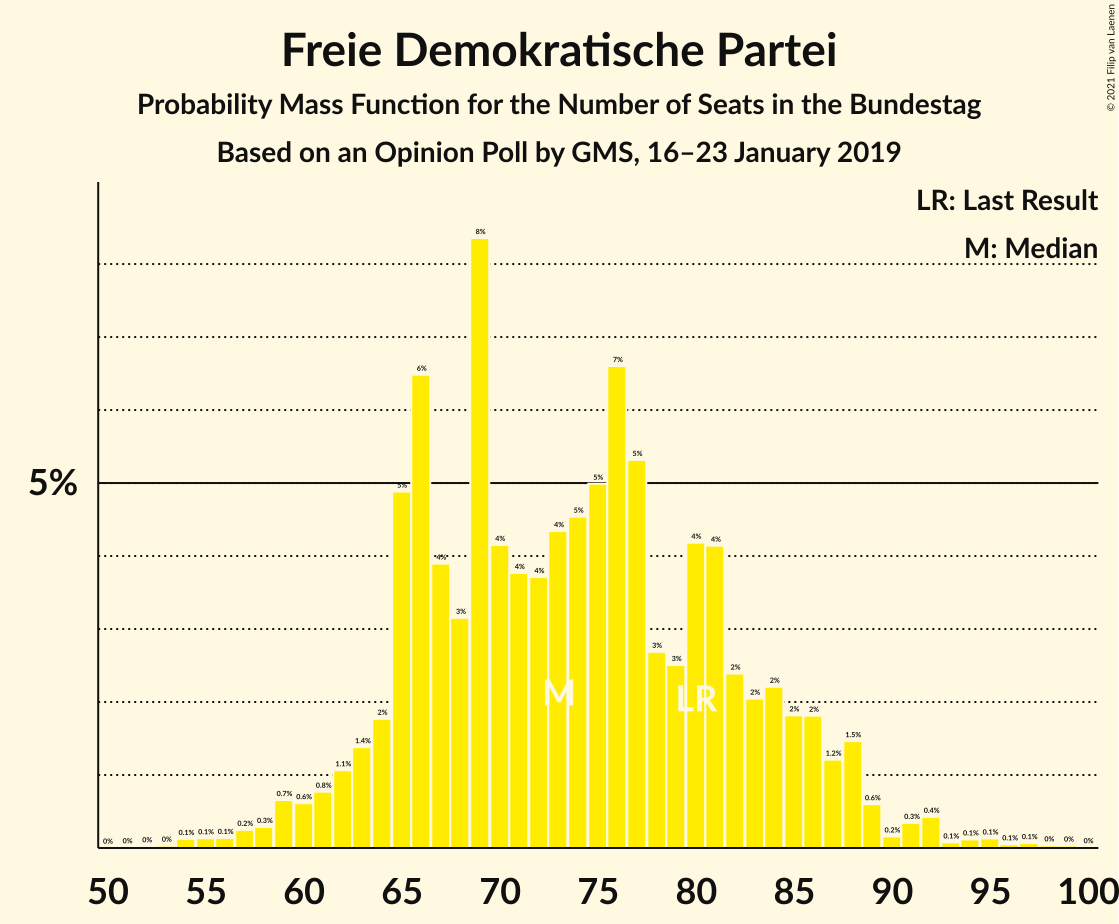 Freie Demokratische Partei
Probability Mass Function for the Number of Seats in the Bundestag
Based on an Opinion Poll by GMS, 16–23 January 2019
© 2021 Filip van Laenen
LR: Last Result
M: Median
5%
0% 0% 0% 0% 0.1% 0.1% 0.1% 0.2% 0.3% 0.7% 0.6% 0.8% 1.1% 1.4% 2% 5% 6% 4% 3% 8% 4% 4% 4% 4% 5% 5% 7% 5% 3% 3% 4% 4% 2% 2% 2% 2% 2% 1.2% 1.5% 0.6% 0.2% 0.3% 0.4% 0.1% 0.1% 0.1% 0.1% 0.1% 0% 0% 0%
M LR
50 55 60 65 70 75 80 85 90 95 100